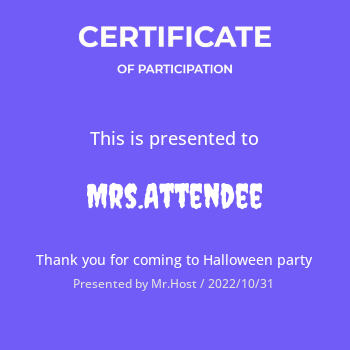 CERTIFICATE
OF PARTICIPATION
This is presented to
MRS.ATTENDEE
Thank you for coming to Halloween party
Presented by Mr.Host / 2022/10/31